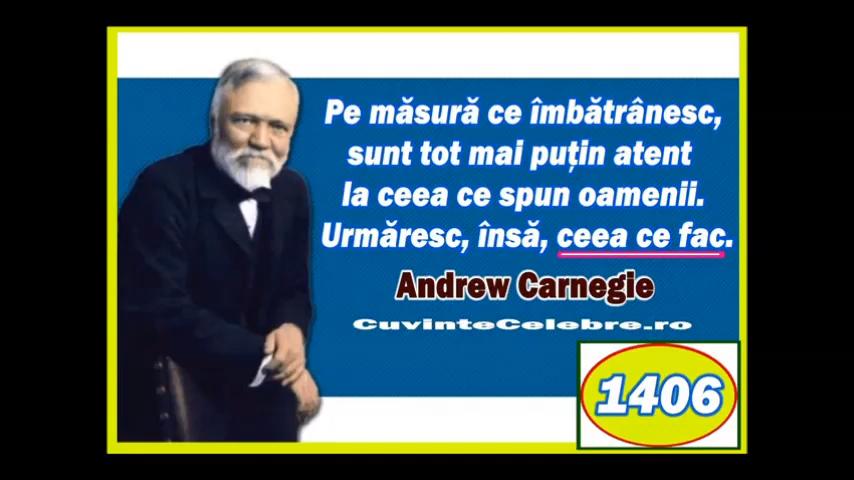 Pe măsură ce îmbătrânesc,
sunt tot mai puțin atent
la ceea ce spun oamenii.
Urmăresc, însă, ceea ce fac.
Andrew Carnegie
CuvinteCelebre.ro
1406